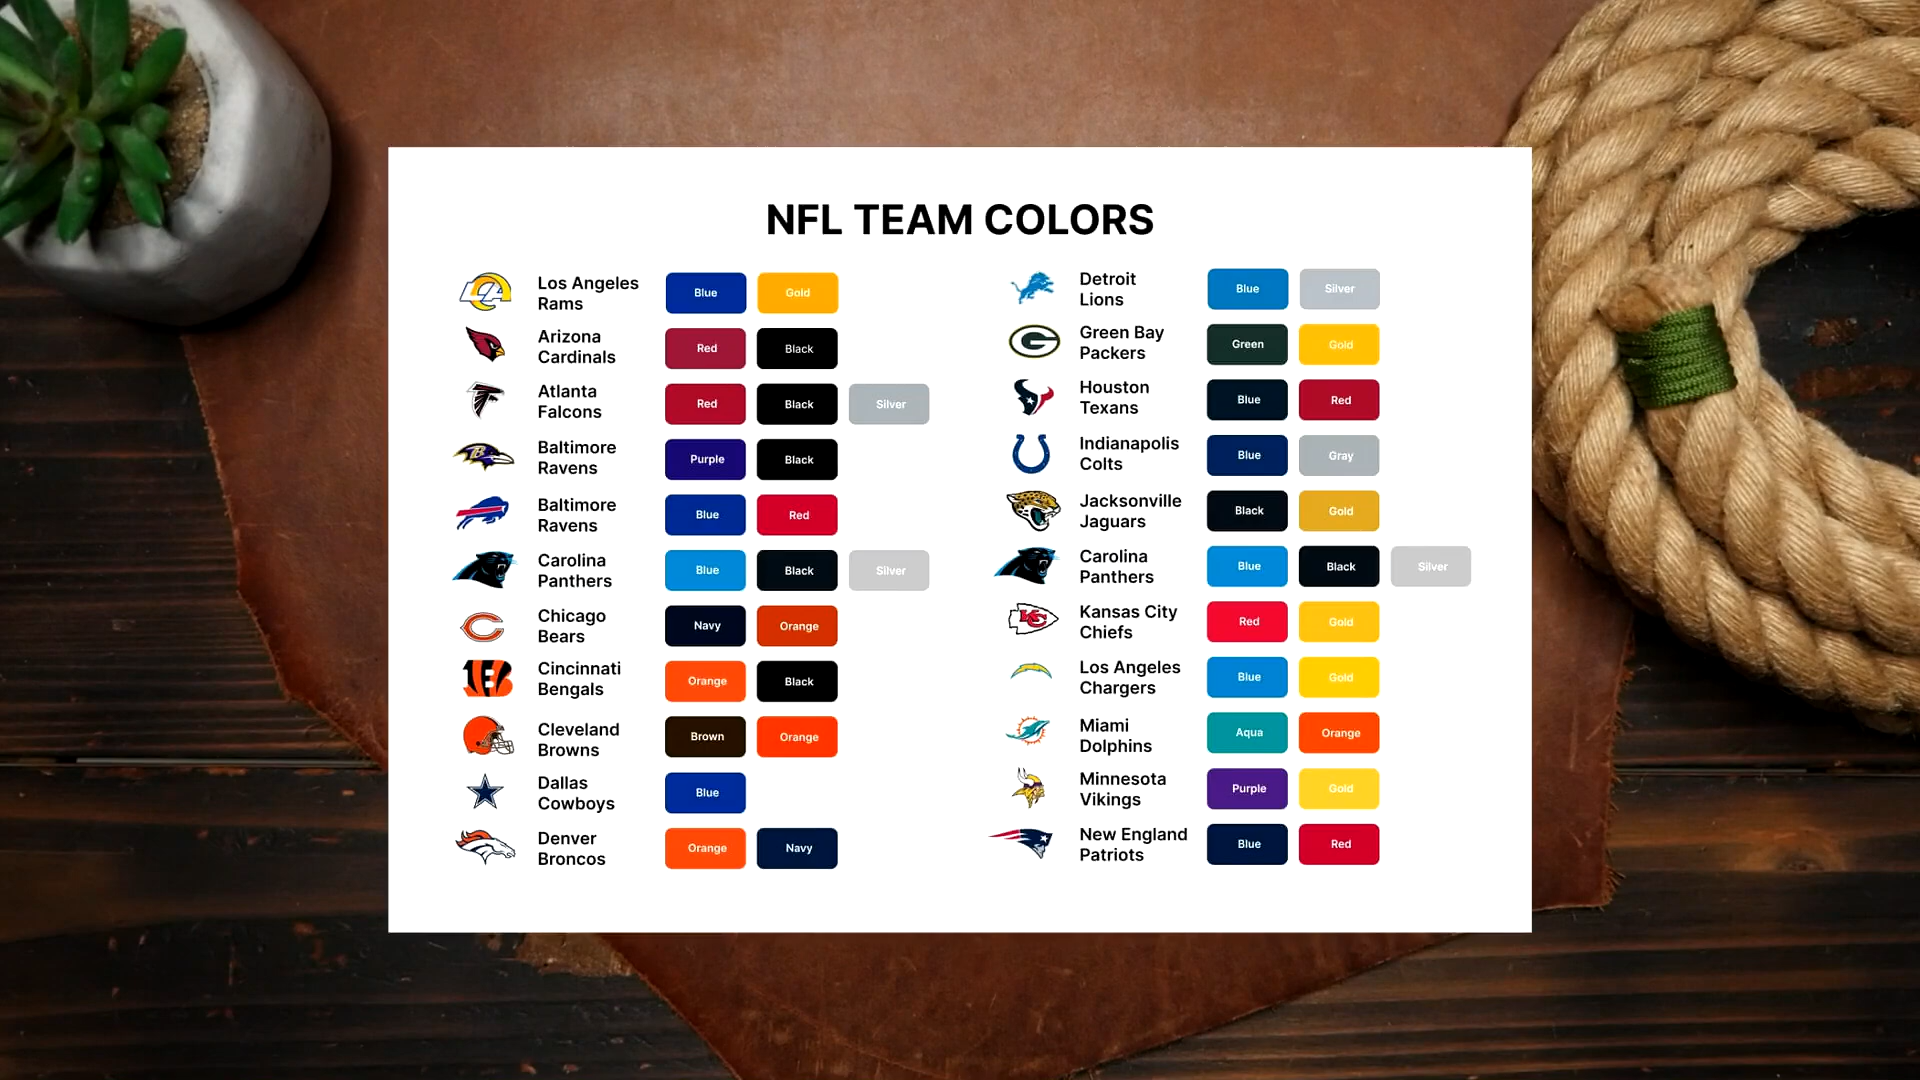 NFL TEAM COLORS
Los Angeles
Rams
Blue
Gold
Arizona
Cardinals
Red
Black
Atlanta
Falcons
Red
Black
Silver
Baltimore
Ravens
Purple
Black
Baltimore
Ravens
Blue
Red
Carolina
Panthers
Blue
Black
Silver
Chicago
Bears
Navy
Orange
Cincinnati
Bengals
Orange
Black
Cleveland
Browns
Brown
Orange
Dallas
Cowboys
Blue
Denver
Broncos
Orange
Navy
Detroit
Lions
Blue
Silver
Green Bay
Packers
Green
Gold
Houston
Texans
Blue
Red
Indianapolis
Colts
Blue
Gray
Jacksonville
Jaguars
Black
Gold
Carolina
Panthers
Blue
Black
Silver
Kansas City
Chiefs
Red
Gold
Los Angeles
Chargers
Blue
Gold
Miami
Dolphins
Aqua
Orange
Minnesota
Vikings
Purple
Gold
New England
Patriots
Blue
Red